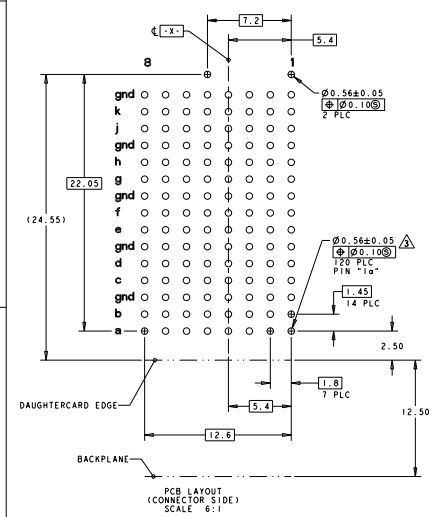 7.2
℄ -X-
5.4
8 1
Ø0.56±0.05
⌖ Ø0.10Ⓢ
2 PLC
gnd
k
j
gnd
h
g
gnd
f
e
gnd
d
c
gnd
b
a
22.05
(24.55)
Ø0.56±0.05 3
⌖ Ø0.10Ⓢ
120 PLC
PIN "1a"
1.45
14 PLC
2.50
1.8
7 PLC
DAUGHTERCARD EDGE
5.4
12.50
12.6
BACKPLANE
PCB LAYOUT
(CONNECTOR SIDE)
SCALE 6:1